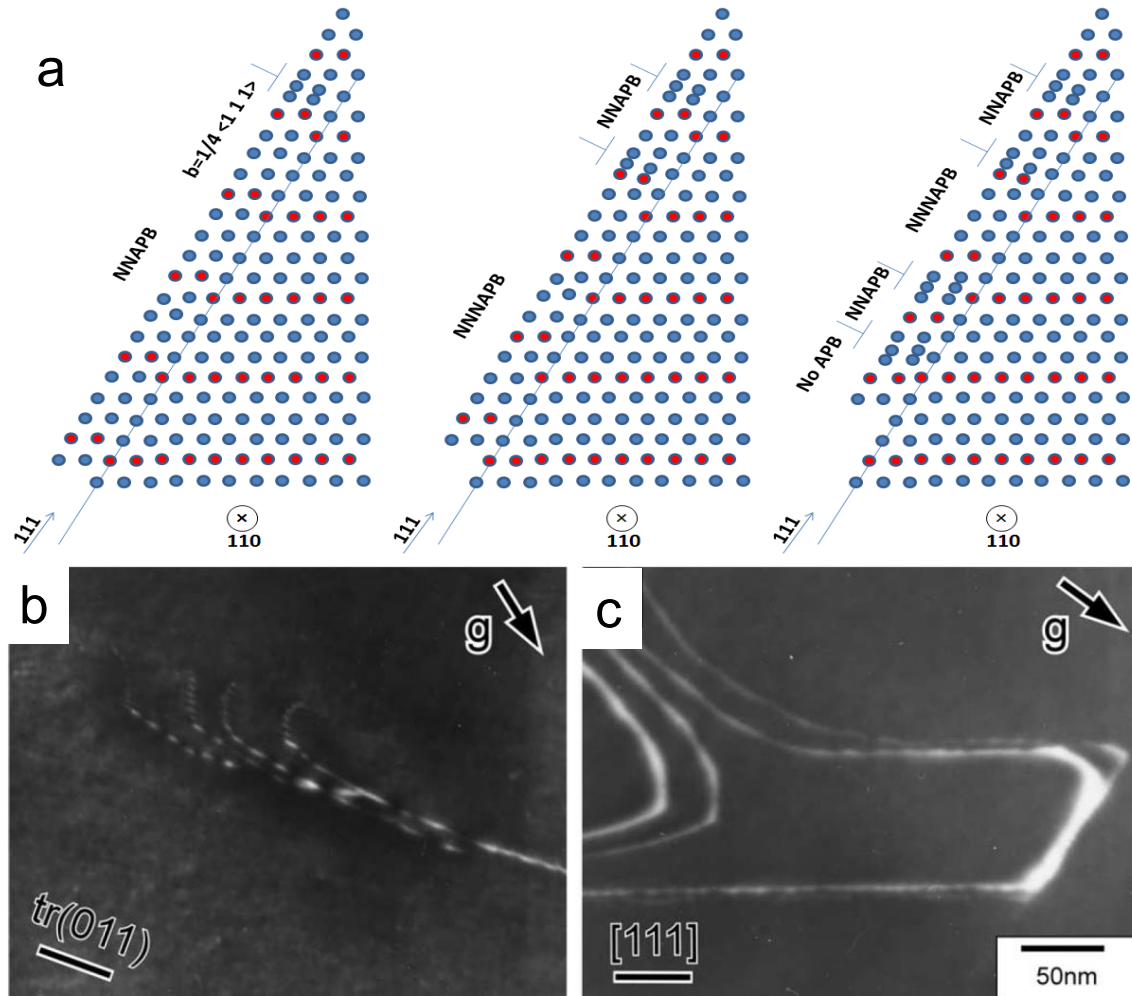 a
b=1/4 <1 1 1>
NNAPB
111
×
110
NNAPB
NNNAPB
111
×
110
NNAPB
NNNAPB
NNAPB
No APB
111
×
110
b
g
tr(011)
c
g
[111]
50nm